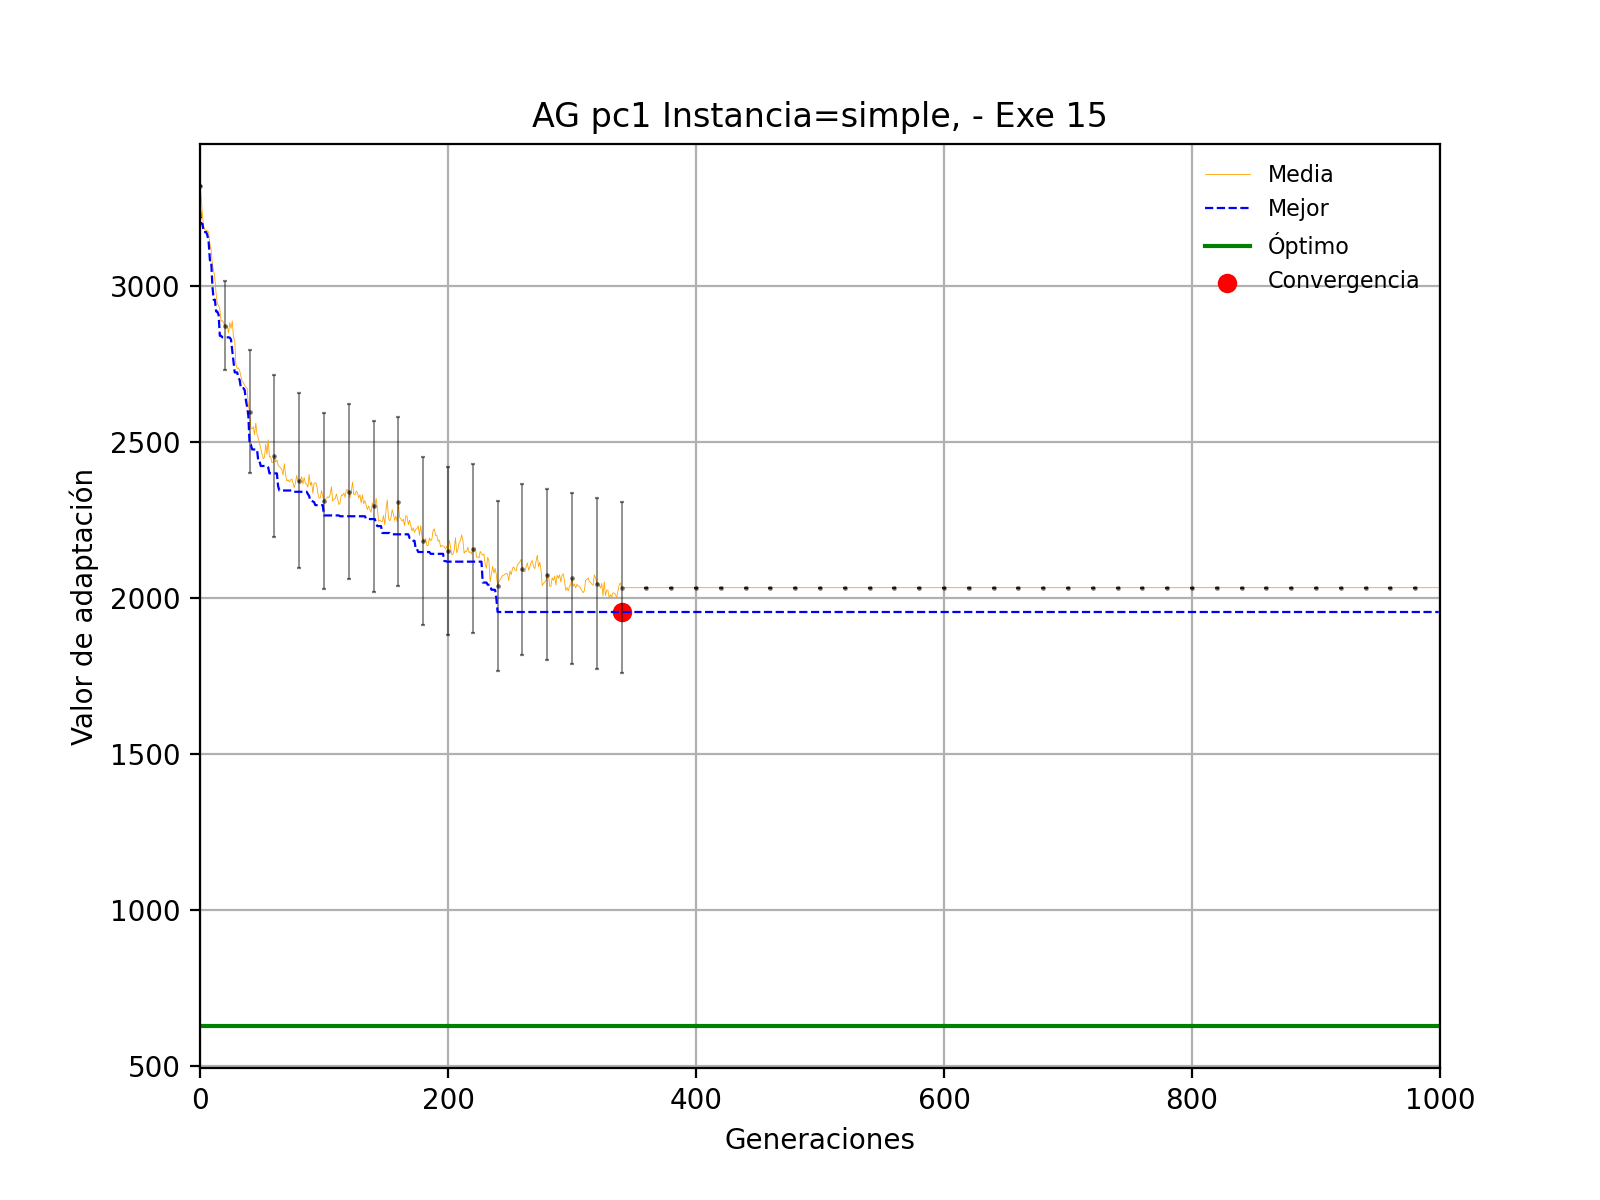 AG pc1 Instancia=simple, - Exe 15
Media
Mejor
Óptimo
Convergencia
3000
2500
2000
1500
1000
500
Valor de adaptación
0 200 400 600 800 1000
Generaciones